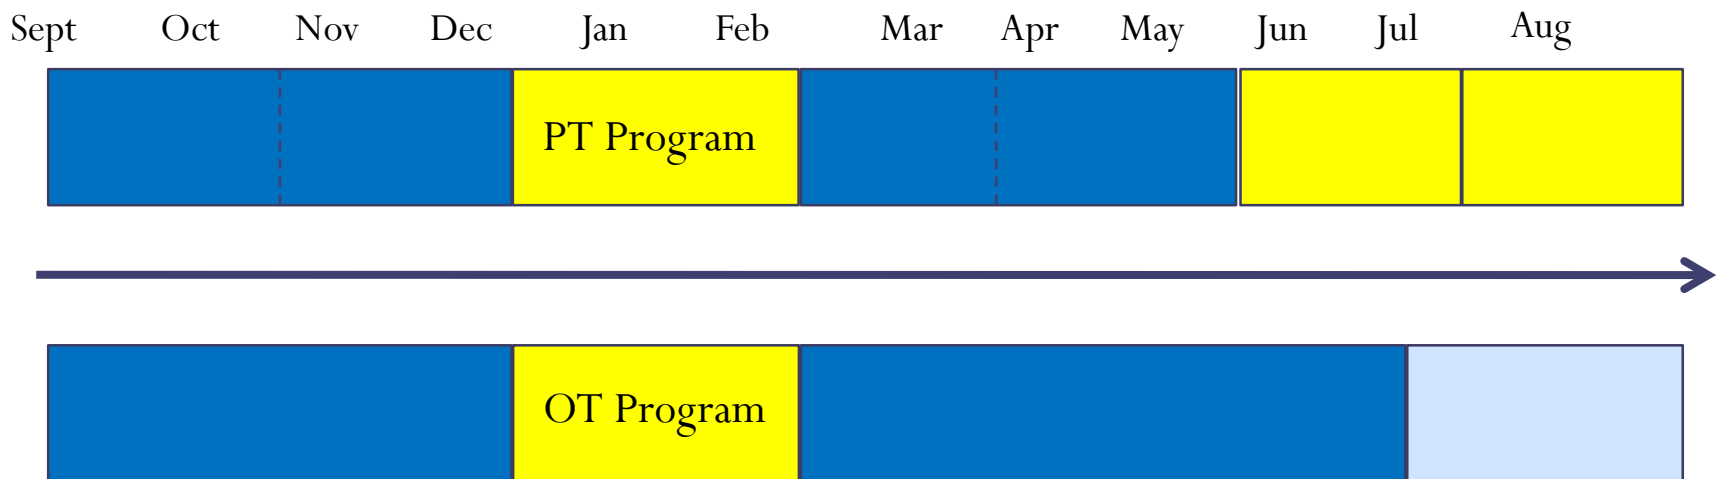 Sept Oct Nov Dec Jan Feb Mar Apr May Jun Jul Aug
PT Program
OT Program